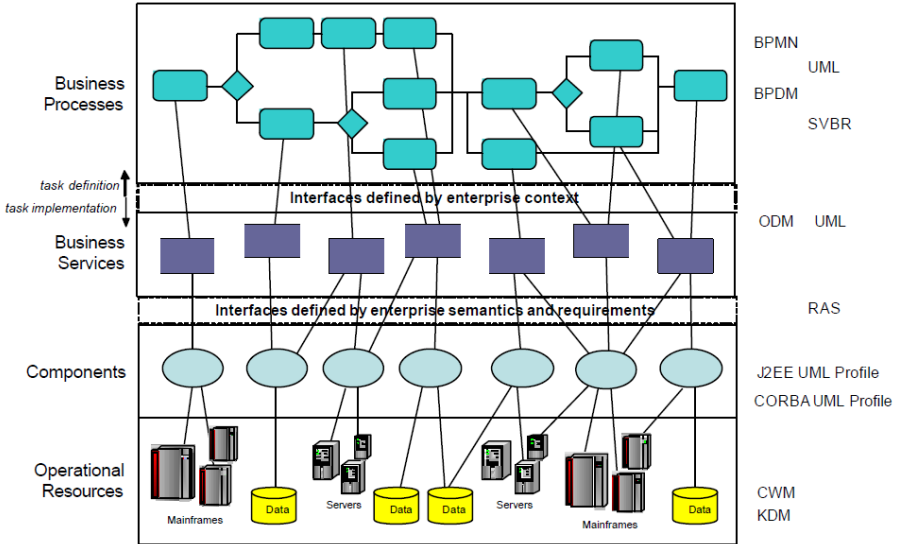 BPMN
UML
Business
Processes
BPDM
SVBR
task definition
Interfaces defined by enterprise context
task implementation
ODM UML
Business
Services
Interfaces defined by enterprise semantics and requirements
RAS
Components
J2EE UML Profile
CORBA UML Profile
Operational
Resources
CWM
KDM
Mainframes
Data
Servers
Data
Data
Servers
Mainframes
Data